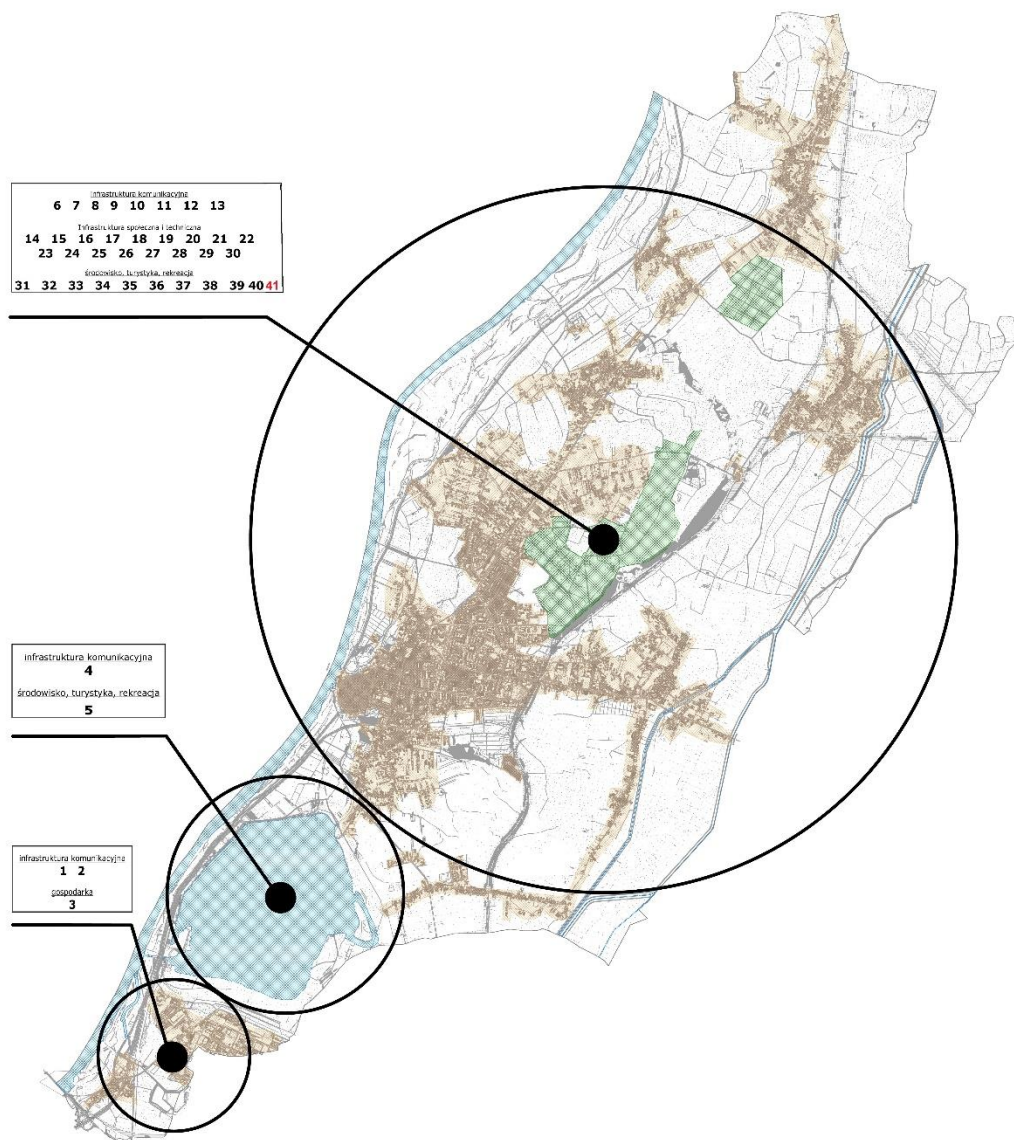 infrastruktura komunikacyjna
6 7 8 9 10 11 12 13
Infrastruktura społeczna i techniczna
14 15 16 17 18 19 20 21 22
23 24 25 26 27 28 29 30
środowisko, turystyka, rekreacja
31 32 33 34 35 36 37 38 39 40 41
infrastruktura komunikacyjna
4
środowisko, turystyka, rekreacja
5
infrastruktura komunikacyjna
1 2
gospodarka
3